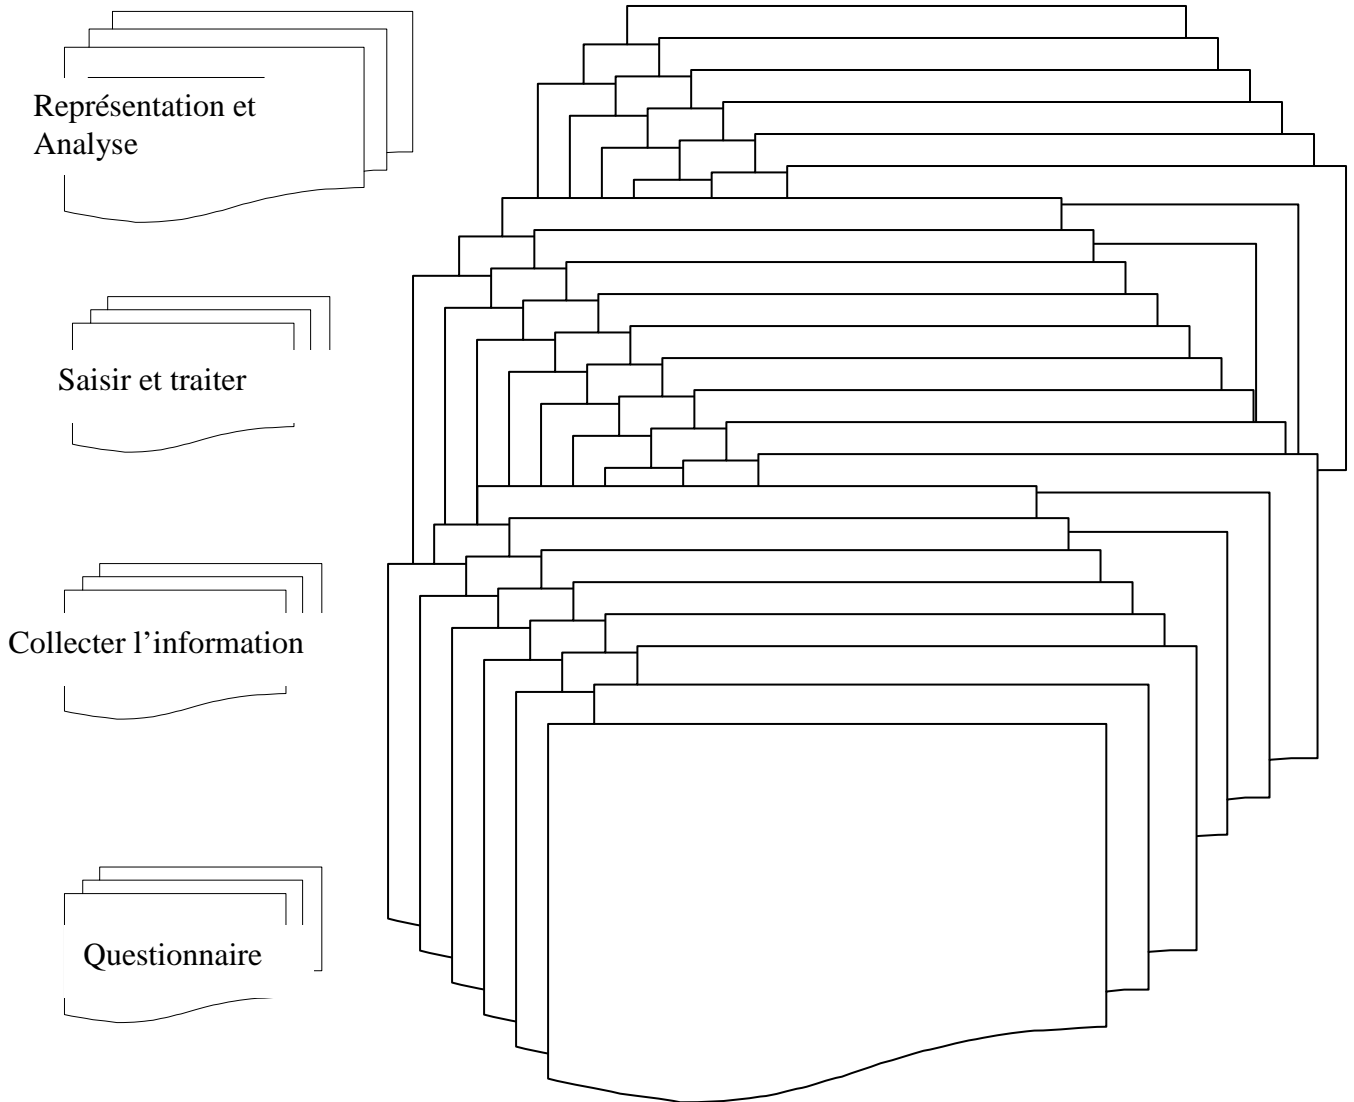 Représentation et
Analyse
Saisir et traiter
Collecter l’information
Questionnaire